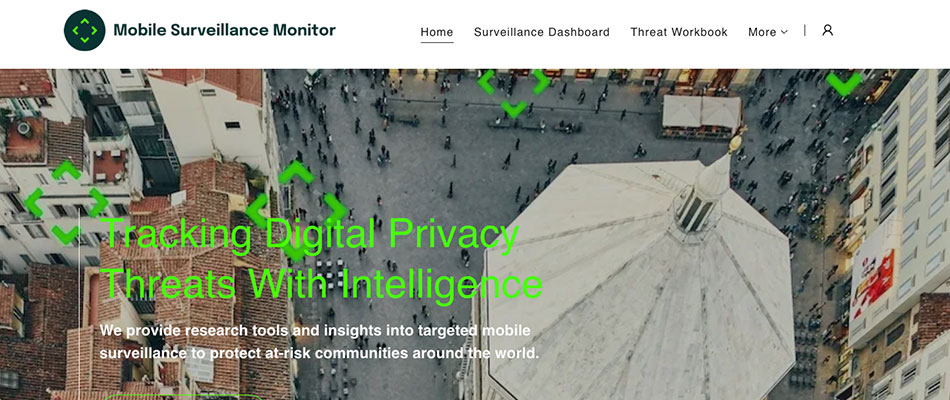 Mobile Surveillance Monitor
Home Surveillance Dashboard Threat Workbook More
Tracking Digital Privacy
Threats With Intelligence
We provide research tools and insights into targeted mobile
surveillance to protect at-risk communities around the world.